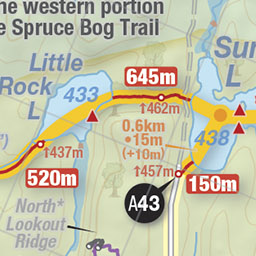 he western portion
e Spruce Bog Trail
Little
Rock
L
433
645m
Sun
L
↑462m
0.6km
•15m
(+10m)
438
↑437m
↑457m
520m
150m
A43
North*
Lookout
Ridge